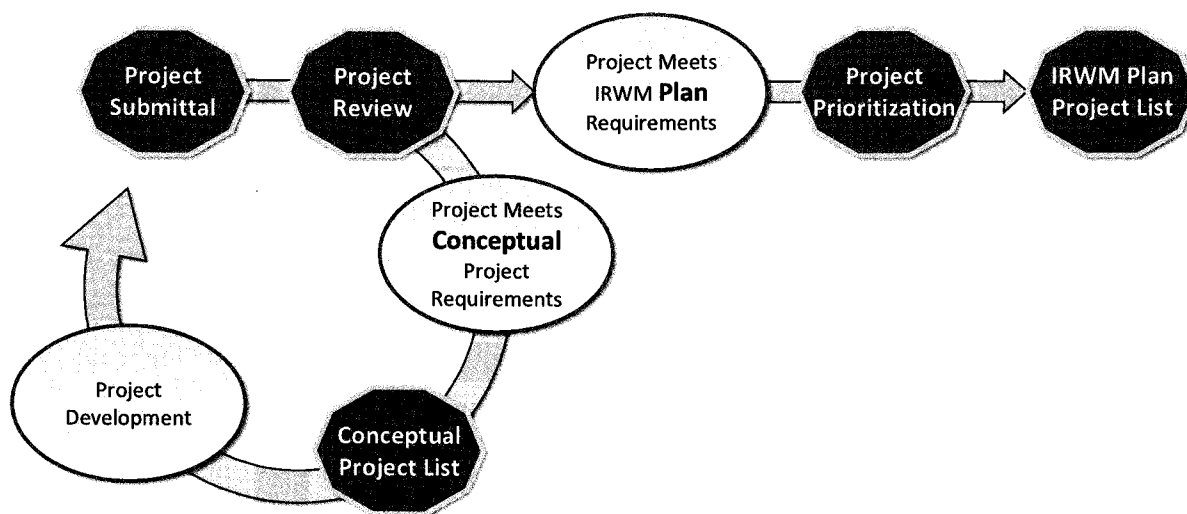 Project
Submittal
Project
Review
Project Meets
IRWM Plan
Requirements
Project
Prioritization
IRWM Plan
Project List
Project Meets
Conceptual
Project
Requirements
Conceptual
Project List
Project
Development